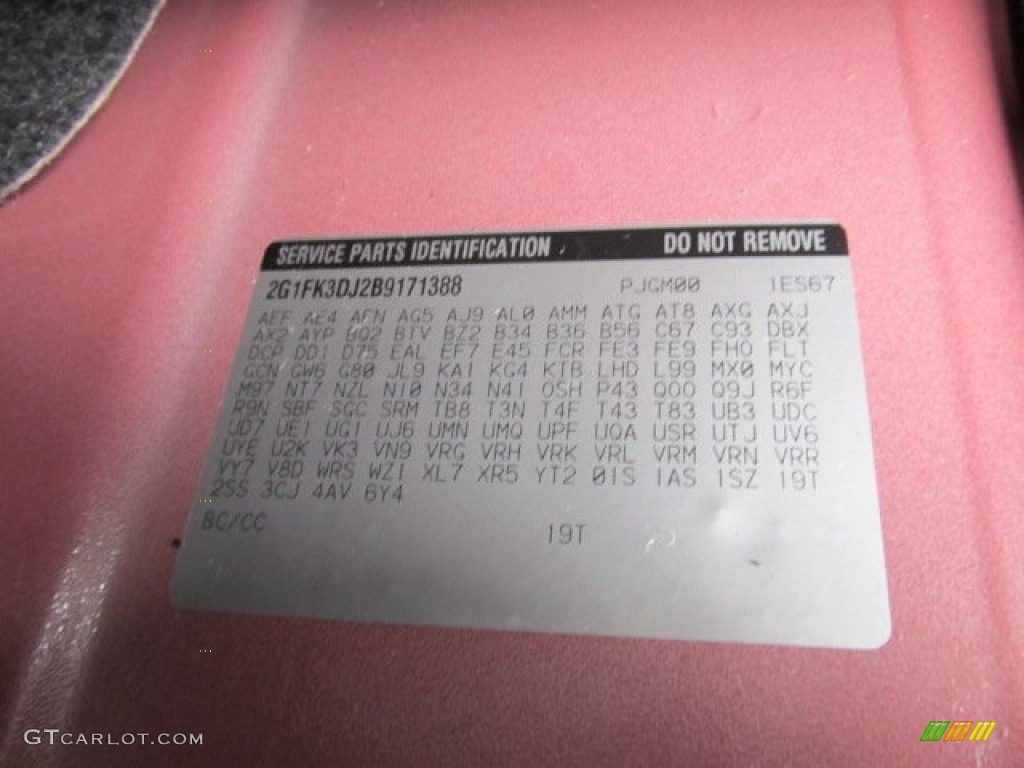 SERVICE PARTS IDENTIFICATION DO NOT REMOVE
2G1FK3DJ2B9171388 PJGM00 1ES67
AEF AE4 AFN AG5 AJ9 AL0 AMM ATG AT8 AXG AXJ
AX2 AYP BQ2 BTV BZ2 B34 B36 B56 C67 C93 DBX
DCP DD1 D75 EAL EF7 E45 FCR FE3 FE9 FHO FLT
GCN GW6 G80 JL9 KA1 KG4 KTB LHD L99 MX0 MYC
M97 NT7 NZL N10 N34 N41 OSH P43 QOO Q9J R6F
R9N SBF SGC SRM TB8 T3N T4F T43 T83 UB3 UDC
UD7 UE1 UG1 UJ6 UMN UMQ UPF UQA USR UTJ UV6
UYE U2K VK3 VN9 VRG VRH VRK VRL VRM VRN VRR
VY7 V8D WRS WZ1 XL7 XR5 YT2 01S 1AS 1SZ 19T
2SS 3CJ 4AV 6Y4
BC/CC 19T
GTCARLOT.COM